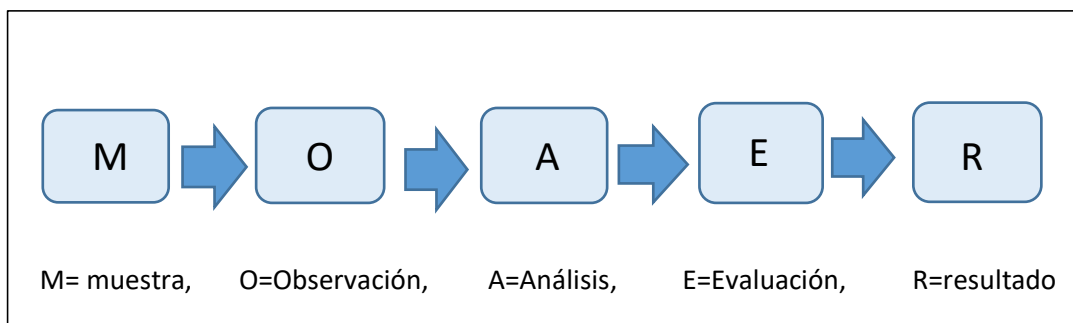 M O A E R
M= muestra, O=Observación, A=Análisis, E=Evaluación, R=resultado